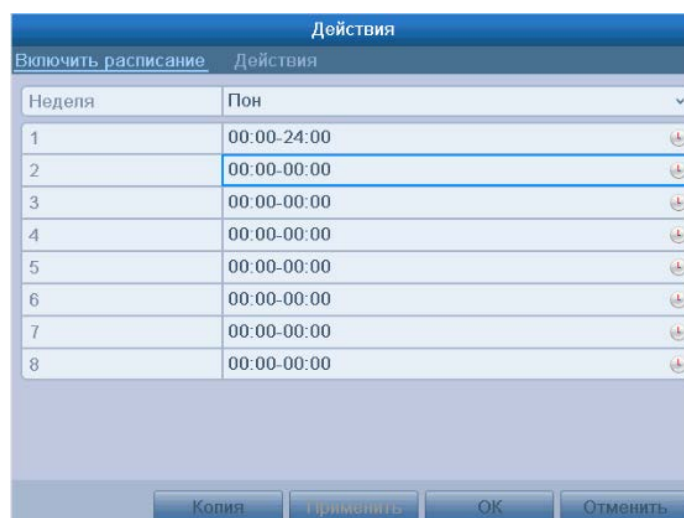 Действия
Включить расписание Действия
Неделя Пон
1 00:00-24:00
2 00:00-00:00
3 00:00-00:00
4 00:00-00:00
5 00:00-00:00
6 00:00-00:00
7 00:00-00:00
8 00:00-00:00
Копия Применить OK Отменить